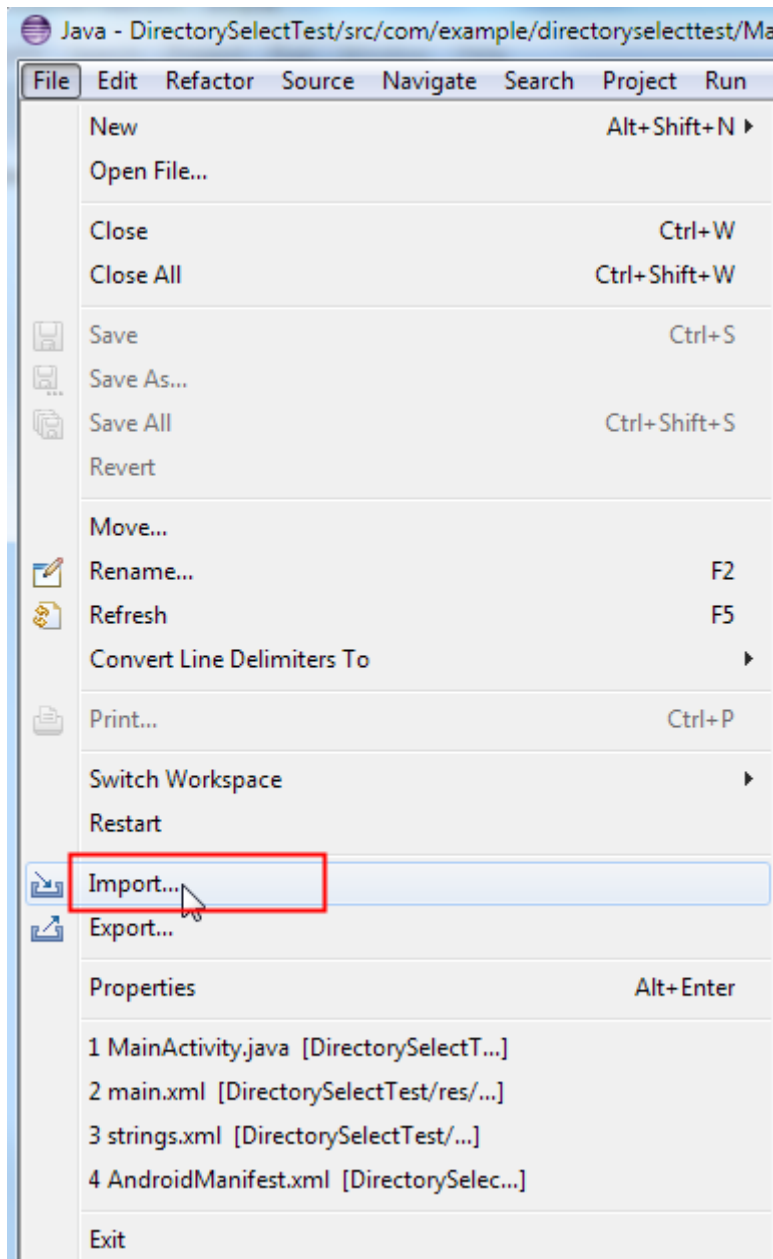 Java - DirectorySelectTest/src/com/example/directoryselecttest/Ma
File Edit Refactor Source Navigate Search Project Run
New Alt+Shift+N
Open File...
Close Ctrl+W
Close All Ctrl+Shift+W
Save Ctrl+S
Save As...
Save All Ctrl+Shift+S
Revert
Move...
Rename... F2
Refresh F5
Convert Line Delimiters To
Print... Ctrl+P
Switch Workspace
Restart
Import...
Export...
Properties Alt+Enter
1 MainActivity.java [DirectorySelectT...]
2 main.xml [DirectorySelectTest/res/...]
3 strings.xml [DirectorySelectTest/...]
4 AndroidManifest.xml [DirectorySelec...]
Exit